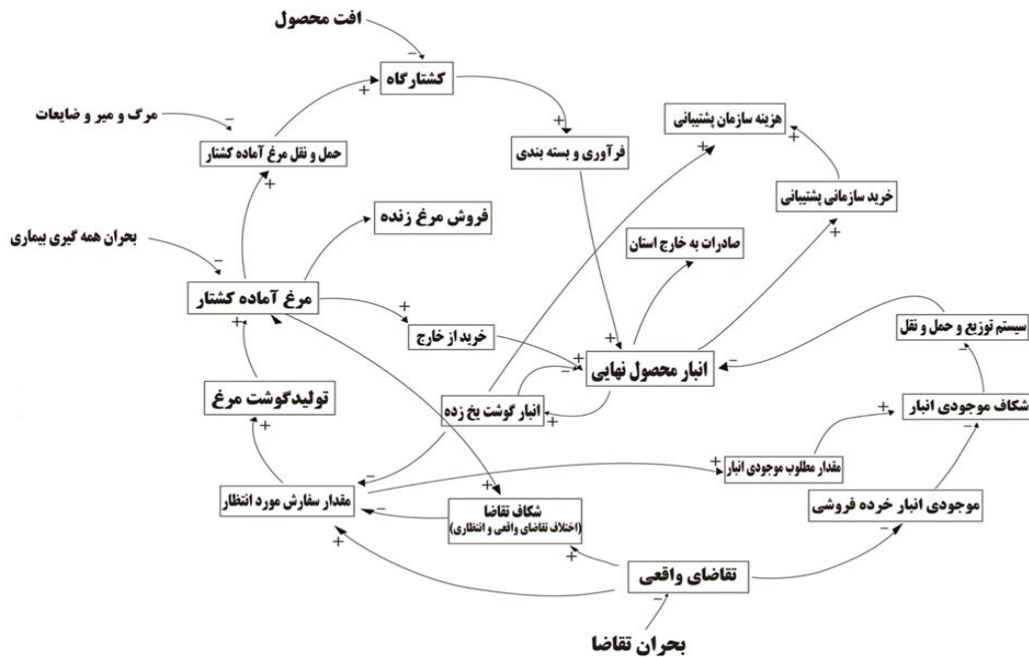 افت محصول
کشتارگاه
هزینه سازمان پشتیبانی
مرگ و میر و ضایعات
فرآوری و بسته بندی
حمل و نقل مرغ آماده کشتار
خرید سازمانی پشتیبانی
فروش مرغ زنده
بحران همه گیری بیماری
صادرات به خارج استان
مرغ آماده کشتار
سیستم توزیع و حمل و نقل
خرید از خارج
انبار محصول نهایی
تولیدگوشت مرغ
انبار گوشت یخ زده
شکاف موجودی انبار
مقدار مطلوب موجودی انبار
مقدار سفارش مورد انتظار
شکاف تقاضا
(اختلاف تقاضای واقعی و انتظاری)
موجودی انبار خرده فروشی
تقاضای واقعی
بحران تقاضا